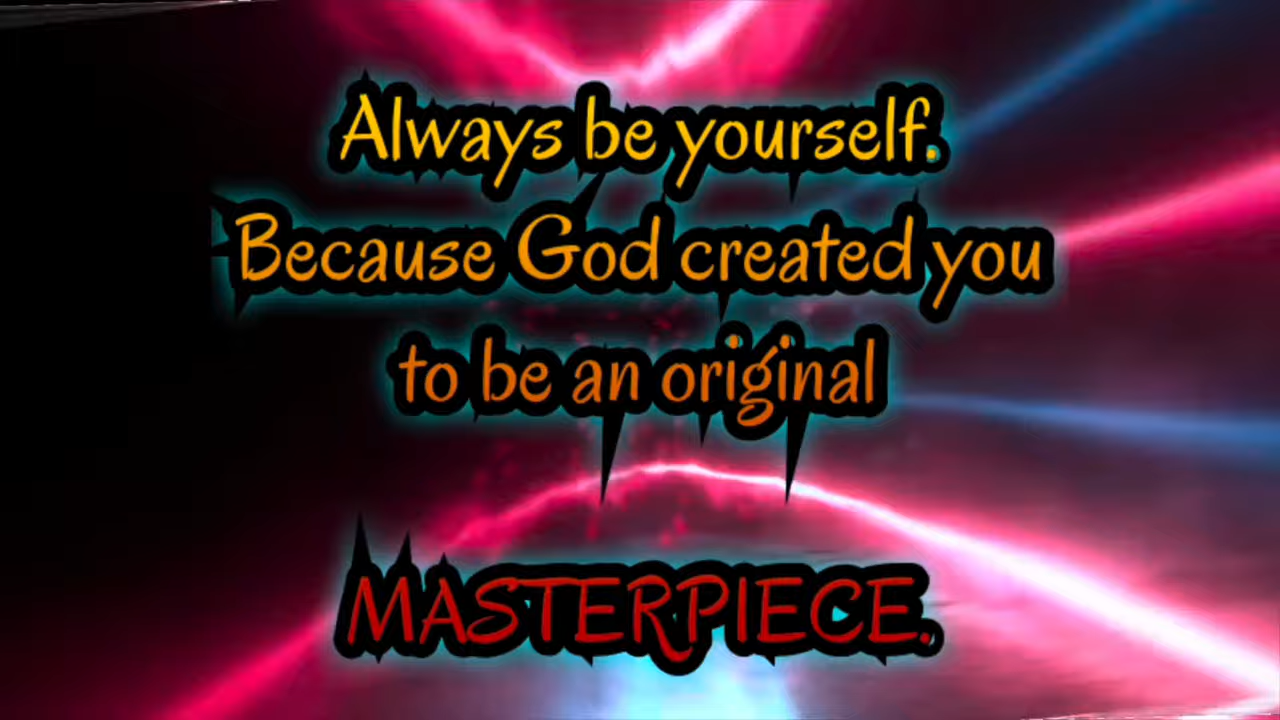 Always be yourself.
Because God created you
to be an original
MASTERPIECE.